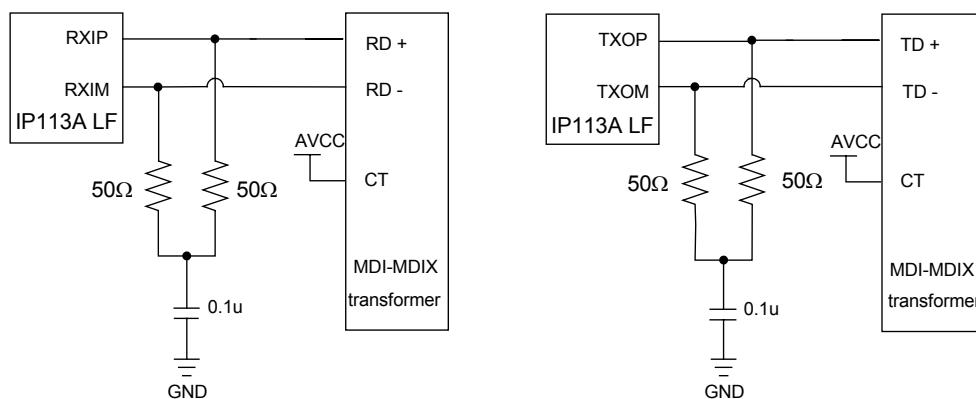 RXIP
RD +
RXIM
RD -
IP113A LF
AVCC
50Ω
50Ω
CT
MDI-MDIX
transformer
0.1u
GND
TXOP
TD +
TXOM
TD -
IP113A LF
AVCC
50Ω
50Ω
CT
MDI-MDIX
transformer
0.1u
GND